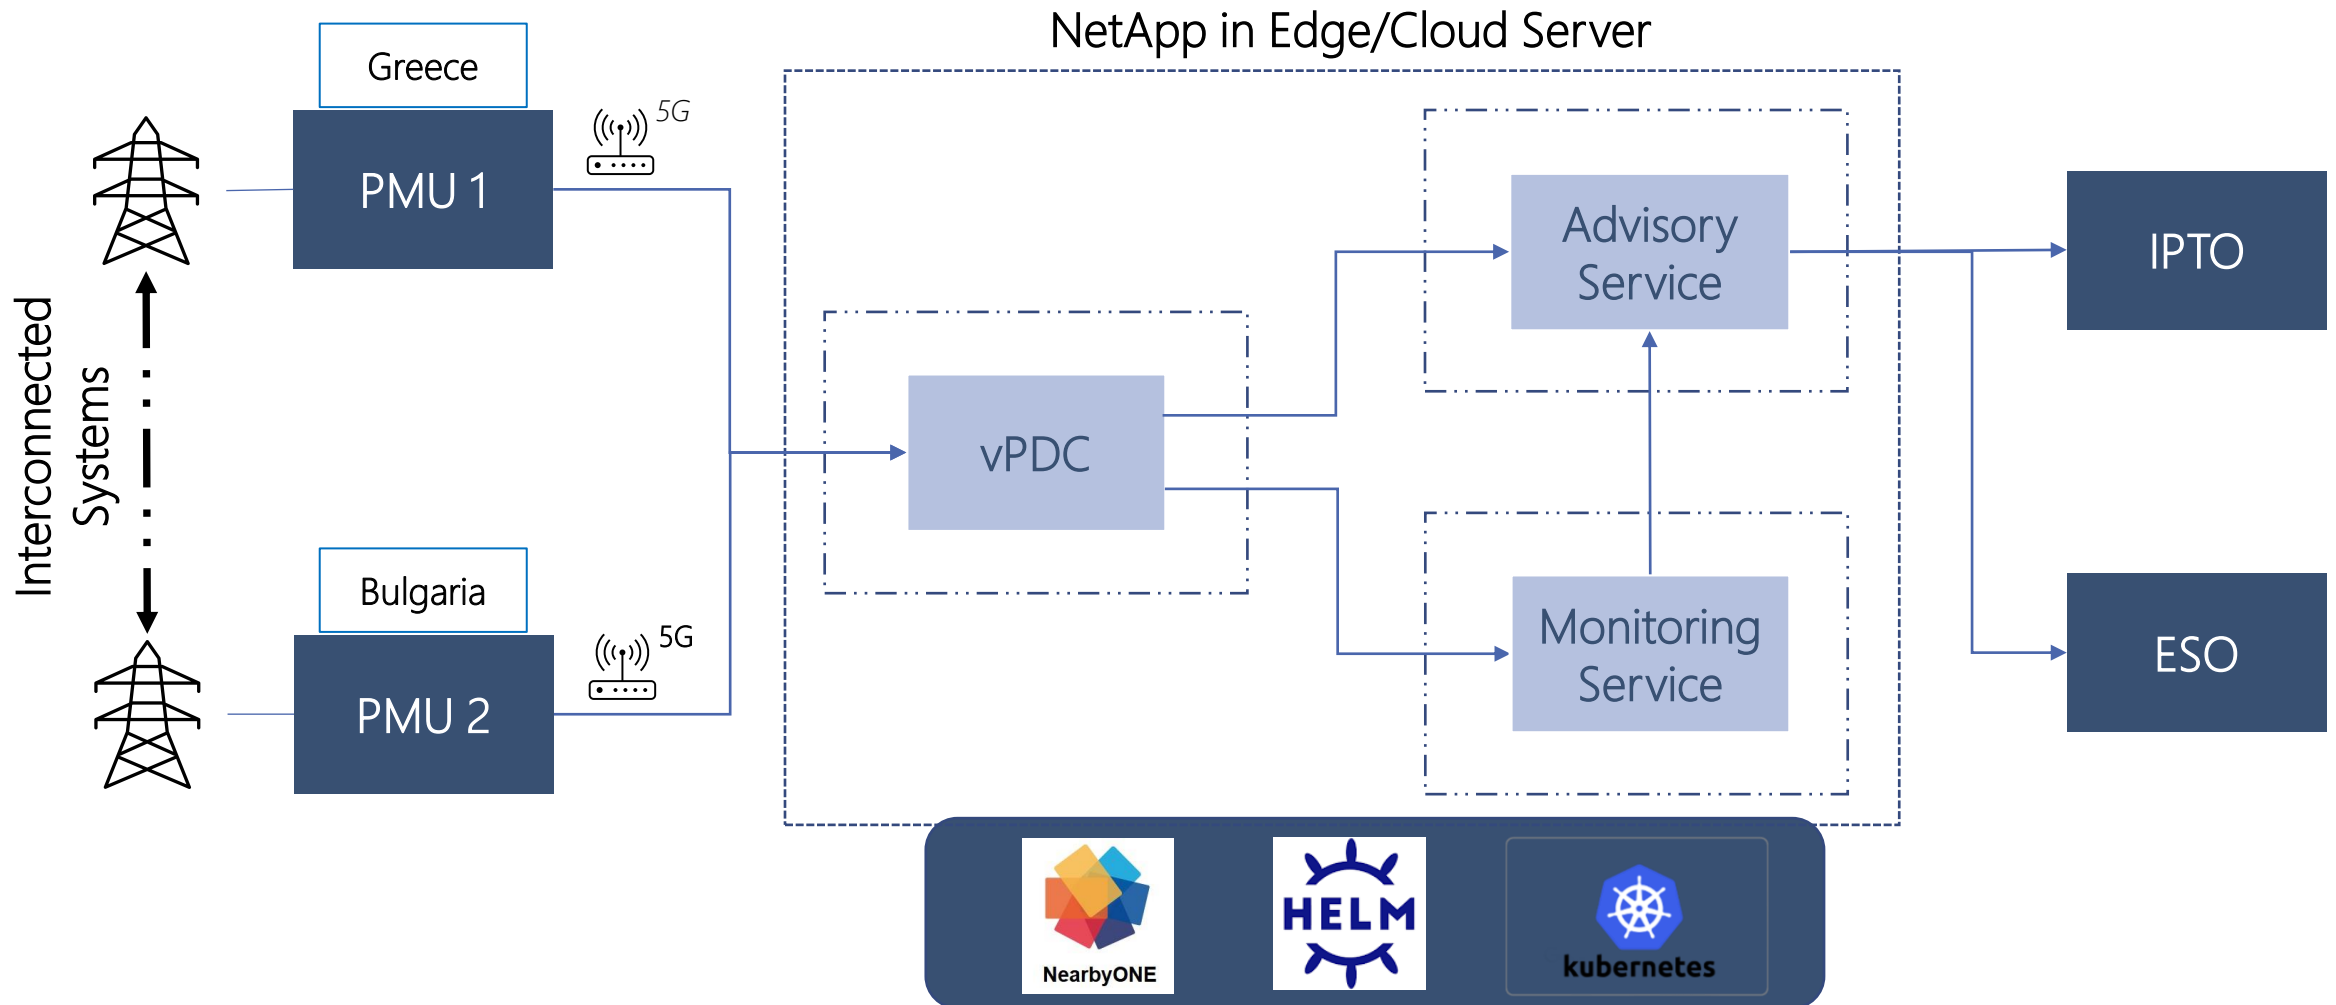 NetApp in Edge/Cloud Server
Greece
PMU 1
5G
Interconnected
Systems
Bulgaria
PMU 2
5G
vPDC
Advisory
Service
Monitoring
Service
IPTO
ESO
NearbyONE
HELM
kubernetes